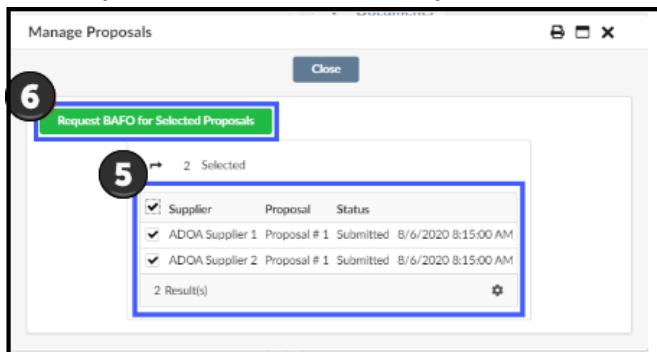 Manage Proposals
Close
6
Request BAFO for Selected Proposals
5
2 Selected
Supplier Proposal Status
ADOA Supplier 1 Proposal # 1 Submitted 8/6/2020 8:15:00 AM
ADOA Supplier 2 Proposal # 1 Submitted 8/6/2020 8:15:00 AM
2 Result(s)